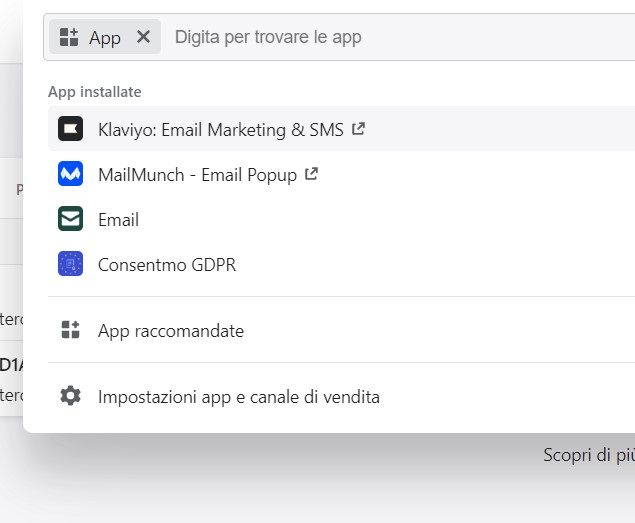 App
Digita per trovare le app
App installate
Klaviyo: Email Marketing & SMS
MailMunch - Email Popup
Email
Consentmo GDPR
App raccomandate
Impostazioni app e canale di vendita
Scopri di